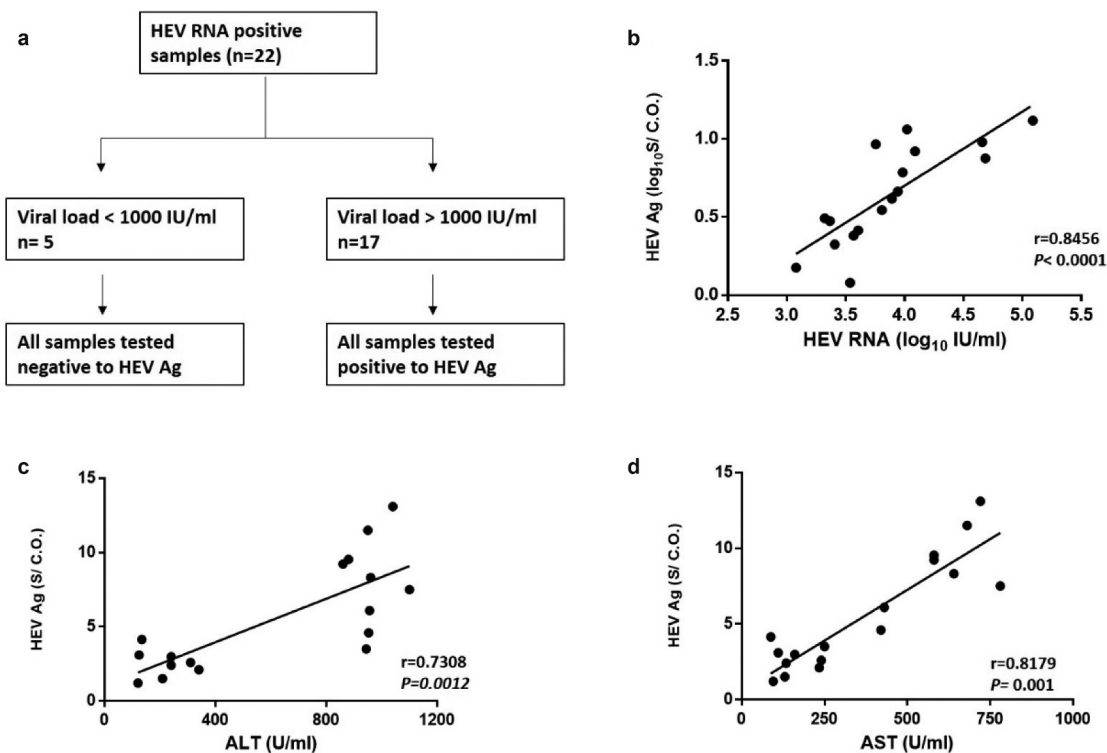 a
HEV RNA positive
samples (n=22)
Viral load < 1000 IU/ml
n= 5
Viral load > 1000 IU/ml
n=17
All samples tested
negative to HEV Ag
All samples tested
positive to HEV Ag
b
HEV Ag (log₁₀S/ C.O.)
1.5
1.0
0.5
0.0
r=0.8456
P< 0.0001
2.5 3.0 3.5 4.0 4.5 5.0 5.5
HEV RNA (log₁₀ IU/ml)
c
HEV Ag (S/ C.O.)
15
10
5
0
r=0.7308
P=0.0012
0 400 800 1200
ALT (U/ml)
d
HEV Ag (S/ C.O.)
15
10
5
0
r=0.8179
P= 0.001
0 250 500 750 1000
AST (U/ml)